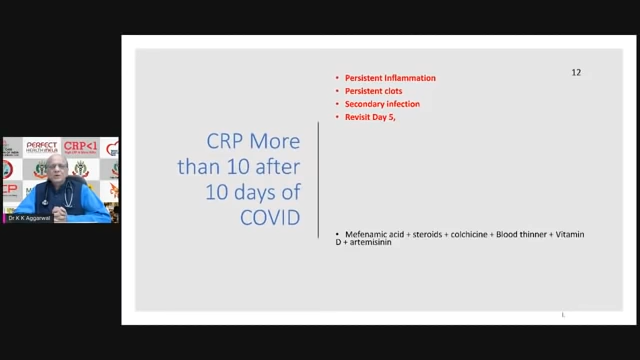 12
• Persistent Inflammation
• Persistent clots
• Secondary infection
• Revisit Day 5,
CRP More
than 10 after
10 days of
COVID
• Mefenamic acid + steroids + colchicine + Blood thinner + Vitamin
D + artemisinin
PERFECT
HEALTH MELA
CRP<1
Dr K K Aggarwal